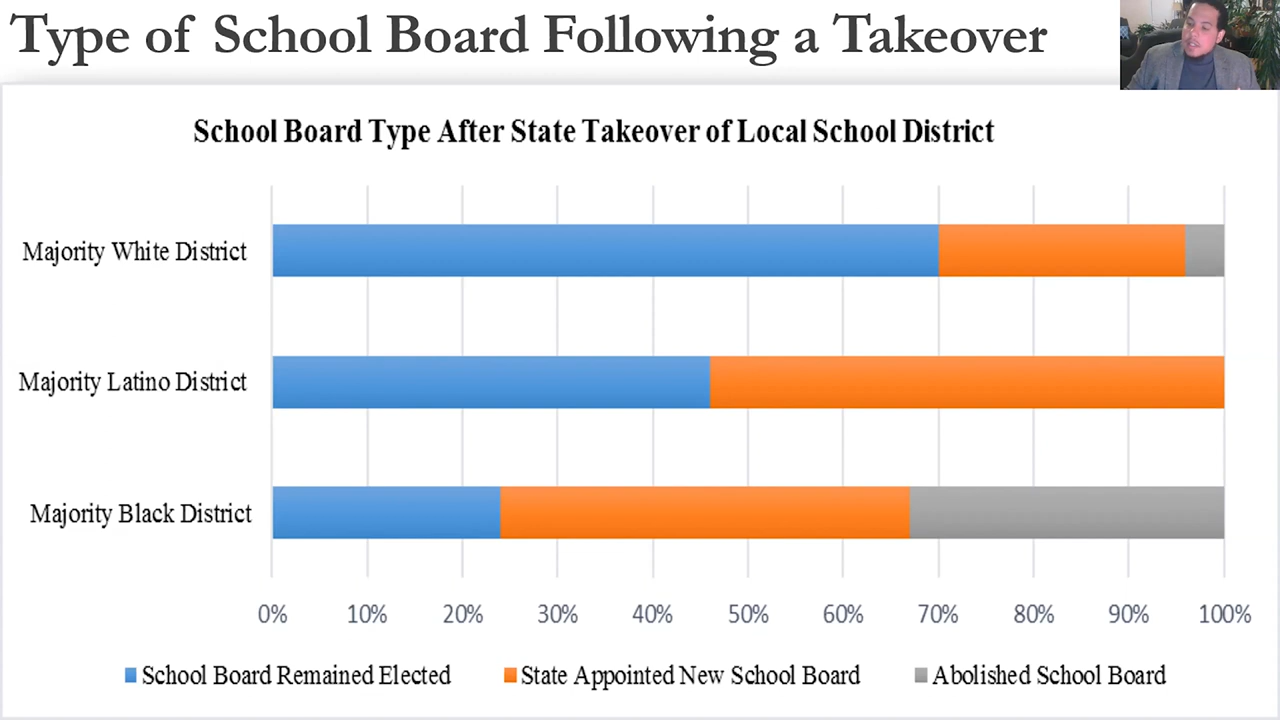 Type of School Board Following a Takeover
School Board Type After State Takeover of Local School District
Majority White District
Majority Latino District
Majority Black District
0% 10% 20% 30% 40% 50% 60% 70% 80% 90% 100%
School Board Remained Elected State Appointed New School Board Abolished School Board